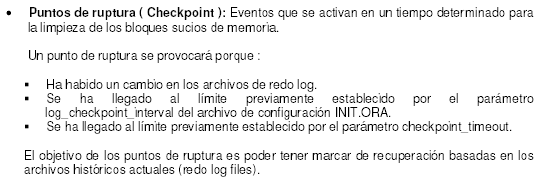 • Puntos de ruptura ( Checkpoint ): Eventos que se activan en un tiempo determinado para
la limpieza de los bloques sucios de memoria.
Un punto de ruptura se provocará porque :
▪ Ha habido un cambio en los archivos de redo log.
▪ Se ha llegado al límite previamente establecido por el parámetro
log_checkpoint_interval del archivo de configuración INIT.ORA.
▪ Se ha llegado al límite previamente establecido por el parámetro checkpoint_timeout.
El objetivo de los puntos de ruptura es poder tener marcar de recuperación basadas en los
archivos históricos actuales (redo log files).